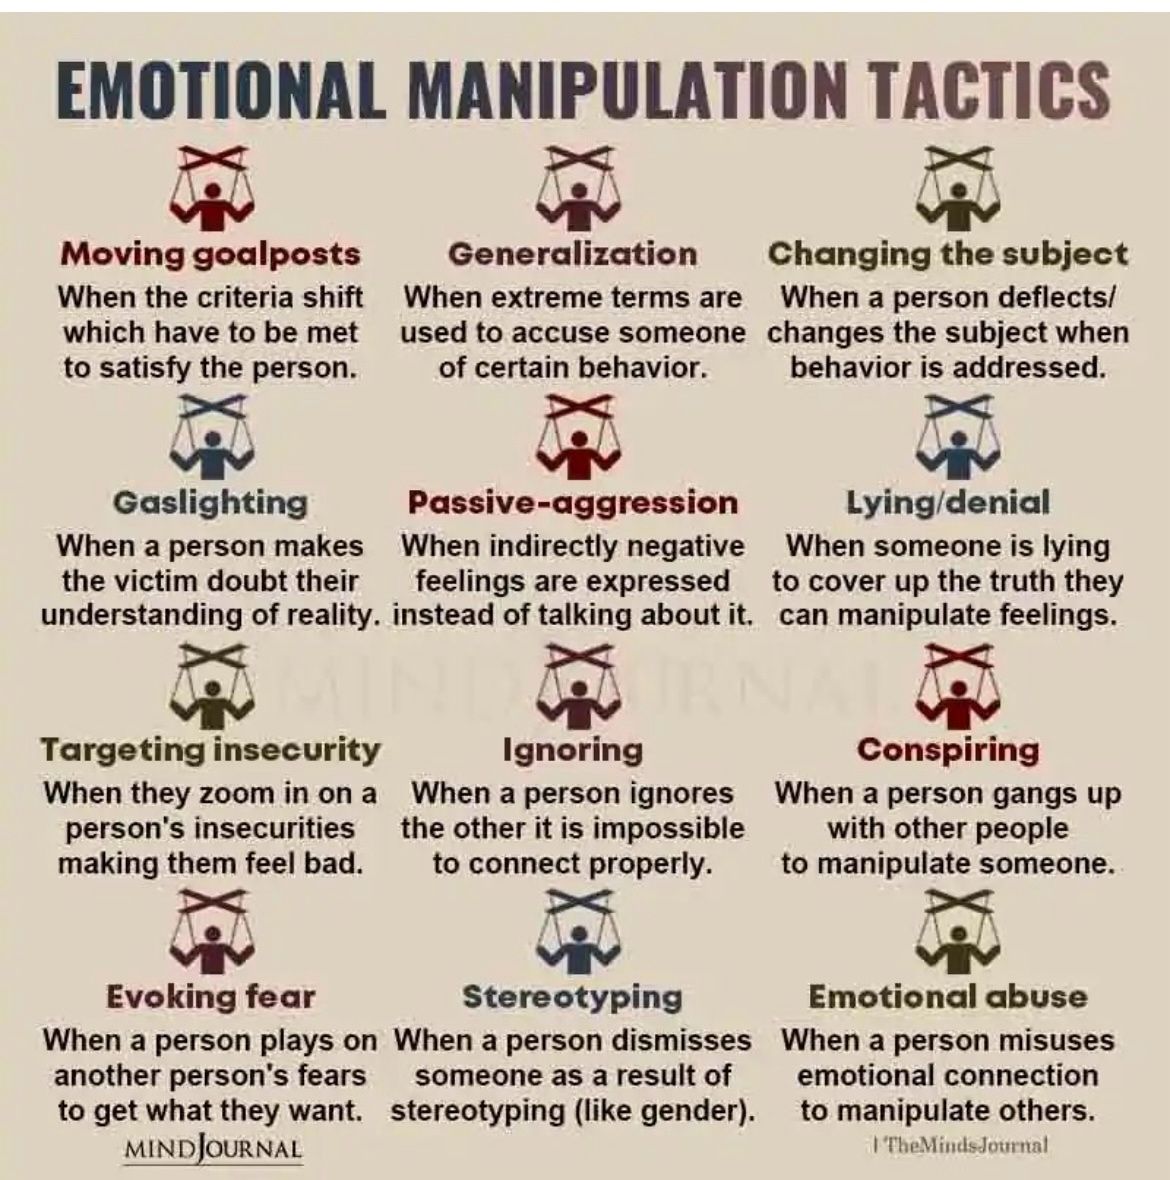 EMOTIONAL MANIPULATION TACTICS
Moving goalposts
When the criteria shift
which have to be met
to satisfy the person.
Generalization
When extreme terms are
used to accuse someone
of certain behavior.
Changing the subject
When a person deflects/
changes the subject when
behavior is addressed.
Gaslighting
When a person makes
the victim doubt their
understanding of reality.
Passive-aggression
When indirectly negative
feelings are expressed
instead of talking about it.
Lying/denial
When someone is lying
to cover up the truth they
can manipulate feelings.
MIND JOURNAL
Targeting insecurity
When they zoom in on a
person's insecurities
making them feel bad.
Ignoring
When a person ignores
the other it is impossible
to connect properly.
Conspiring
When a person gangs up
with other people
to manipulate someone.
Evoking fear
When a person plays on
another person's fears
to get what they want.
Stereotyping
When a person dismisses
someone as a result of
stereotyping (like gender).
Emotional abuse
When a person misuses
emotional connection
to manipulate others.
MINDJOURNAL
| TheMindsJournal